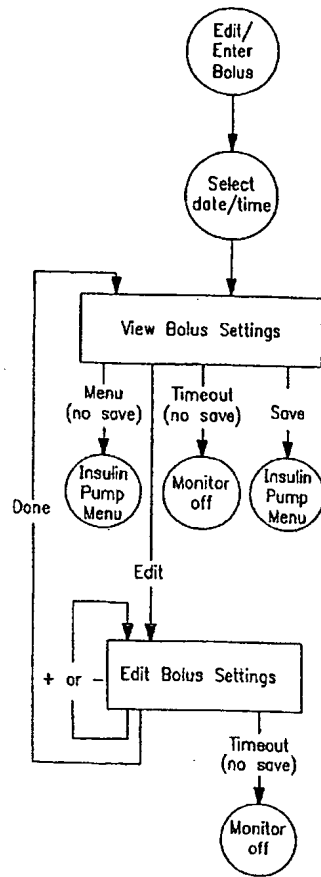 Edit/
Enter
Bolus
Select
date/time
View Bolus Settings
Menu
(no save)
Timeout
(no save)
Save
Insulin
Pump
Menu
Monitor
off
Insulin
Pump
Menu
Done
Edit
+ or -
Edit Bolus Settings
Timeout
(no save)
Monitor
off